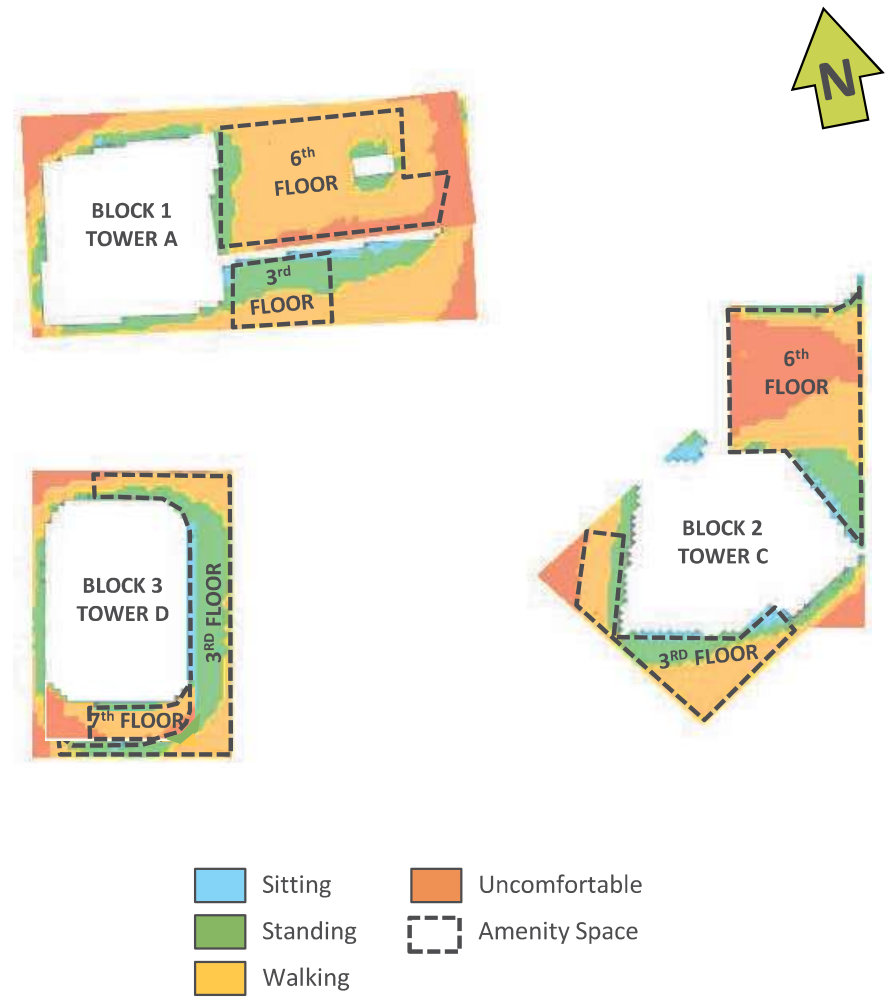 N
6th
FLOOR
BLOCK 1
TOWER A
3rd
FLOOR
6th
FLOOR
BLOCK 2
TOWER C
3RD FLOOR
BLOCK 3
TOWER D
3RD FLOOR
7th FLOOR
Sitting
Uncomfortable
Standing
Amenity Space
Walking